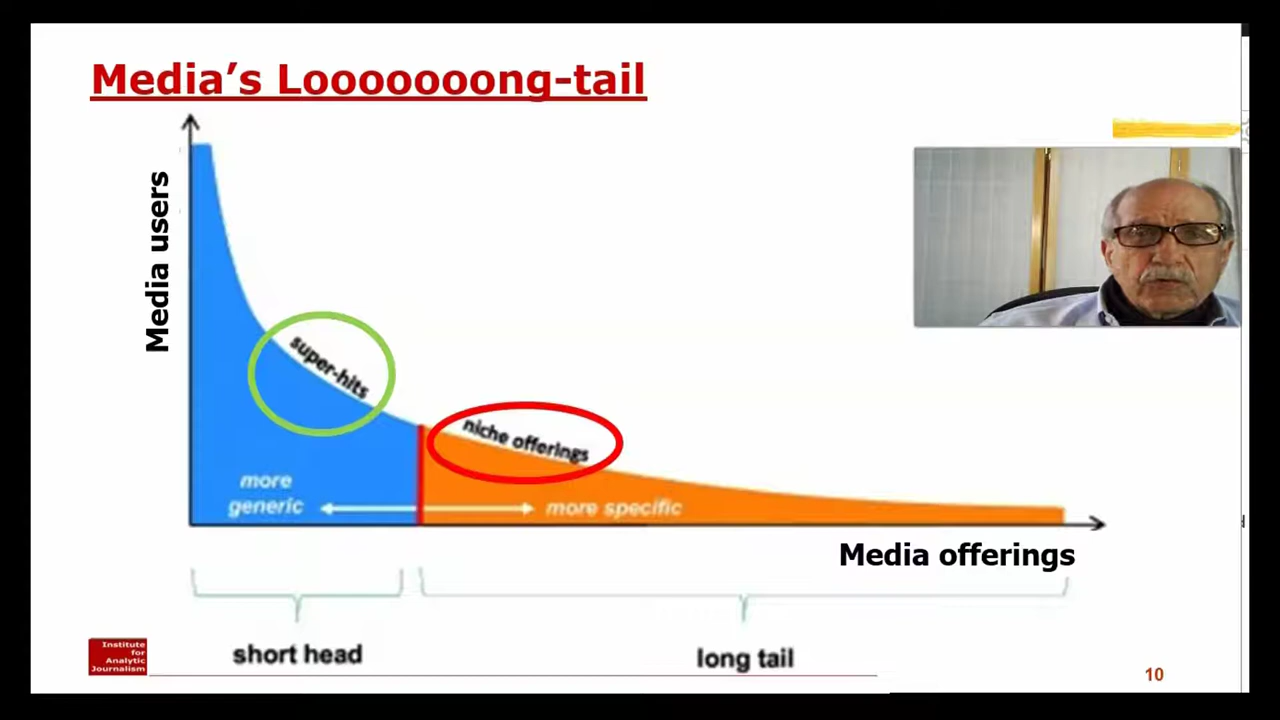 Media's Looooooong-tail
Media users
super-hits
niche offerings
more
generic
more specific
Media offerings
short head
long tail
Institute
for
Analytic
Journalism
10